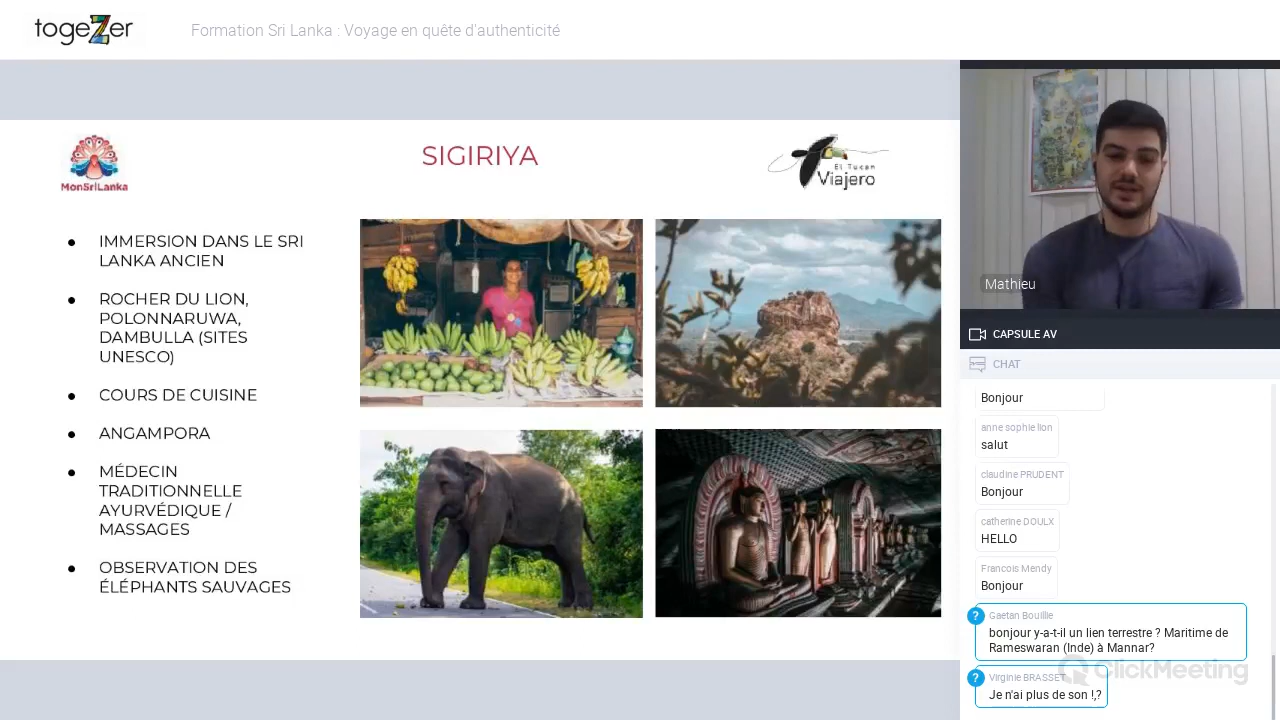 togeZer
Formation Sri Lanka : Voyage en quête d'authenticité
MonSriLanka
SIGIRIYA
El Tucan
Viajero
IMMERSION DANS LE SRI
LANKA ANCIEN
ROCHER DU LION,
POLONNARUWA,
DAMBULLA (SITES
UNESCO)
COURS DE CUISINE
ANGAMPORA
MÉDECIN
TRADITIONNELLE
AYURVÉDIQUE /
MASSAGES
OBSERVATION DES
ÉLÉPHANTS SAUVAGES
Mathieu
CAPSULE AV
CHAT
Bonjour
anne sophie lion
salut
claudine PRUDENT
Bonjour
catherine DOULX
HELLO
Francois Mendy
Bonjour
Gaetan Bouillie
bonjour y-a-t-il un lien terrestre ? Maritime de
Rameswaran (Inde) à Mannar?
ClickMeeting
Virginie BRASSET
Je n'ai plus de son !,?